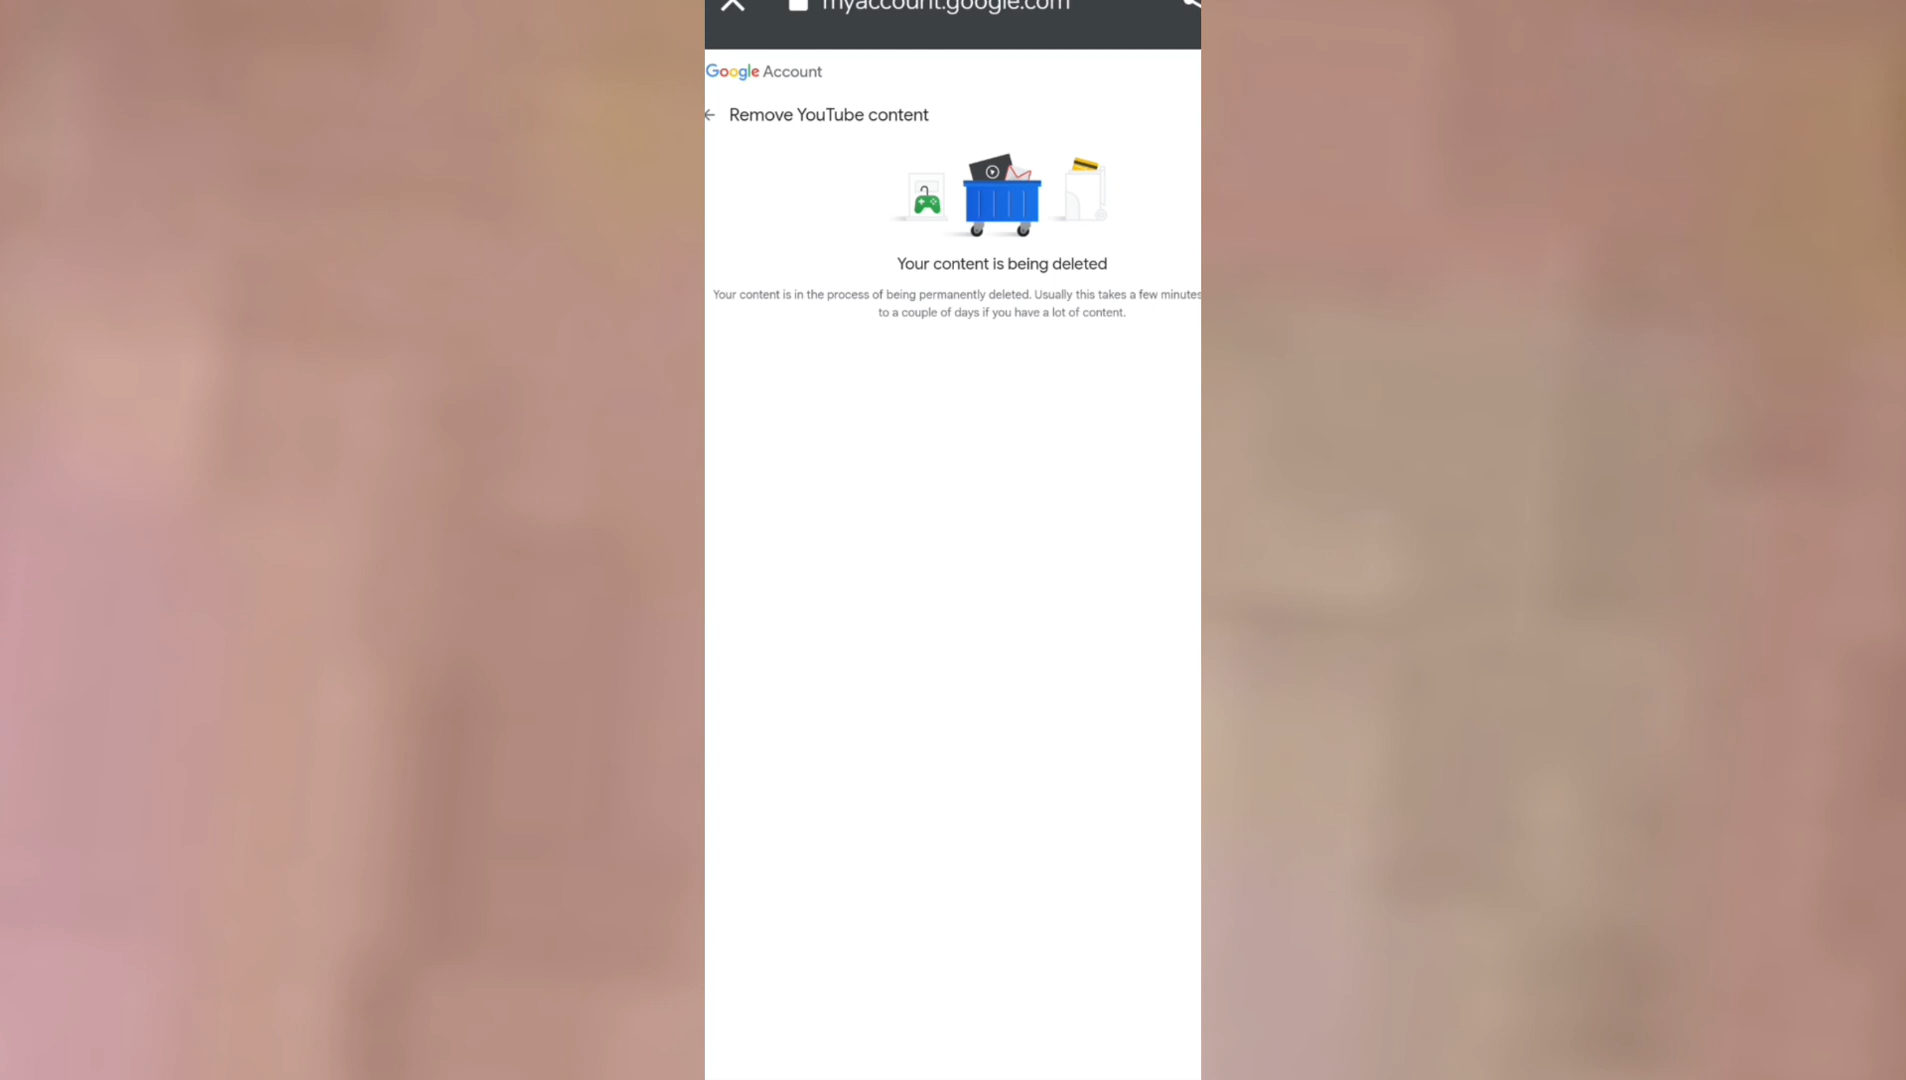 myaccount.google.com
Google Account
Remove YouTube content
Your content is being deleted
Your content is in the process of being permanently deleted. Usually this takes a few minutes
to a couple of days if you have a lot of content.